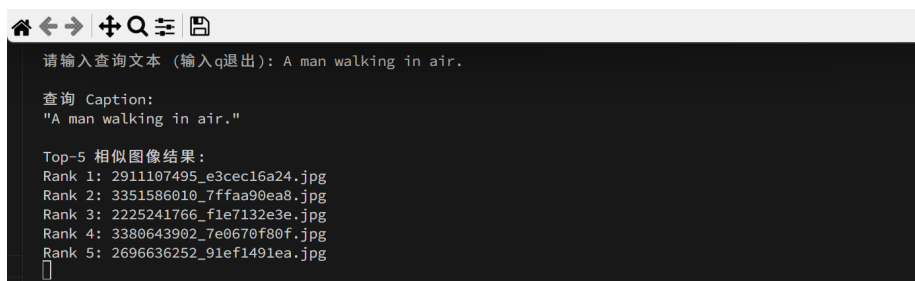 请输入查询文本 (输入q退出): A man walking in air.
查询 Caption:
"A man walking in air."
Top-5 相似图像结果:
Rank 1: 2911107495_e3cec16a24.jpg
Rank 2: 3351586010_7ffaa90ea8.jpg
Rank 3: 2225241766_f1e7132e3e.jpg
Rank 4: 3380643902_7e0670f80f.jpg
Rank 5: 2696636252_91ef1491ea.jpg